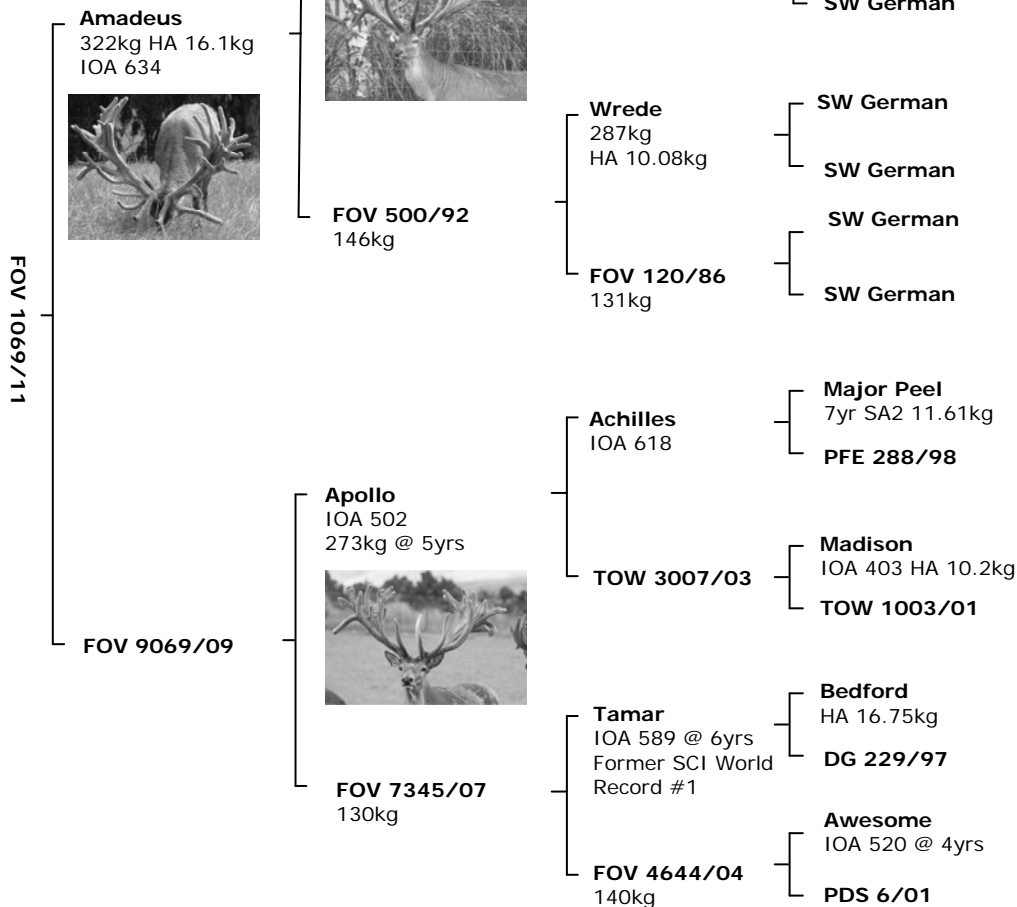 SW German
Amadeus
322kg HA 16.1kg
IOA 634
Wrede
287kg
HA 10.08kg
SW German
SW German
FOV 500/92
146kg
SW German
FOV 120/86
131kg
SW German
FOV 1069/11
Achilles
IOA 618
Major Peel
7yr SA2 11.61kg
PFE 288/98
Apollo
IOA 502
273kg @ 5yrs
TOW 3007/03
Madison
IOA 403 HA 10.2kg
TOW 1003/01
FOV 9069/09
Tamar
IOA 589 @ 6yrs
Former SCI World
Record #1
Bedford
HA 16.75kg
DG 229/97
FOV 7345/07
130kg
FOV 4644/04
140kg
Awesome
IOA 520 @ 4yrs
PDS 6/01